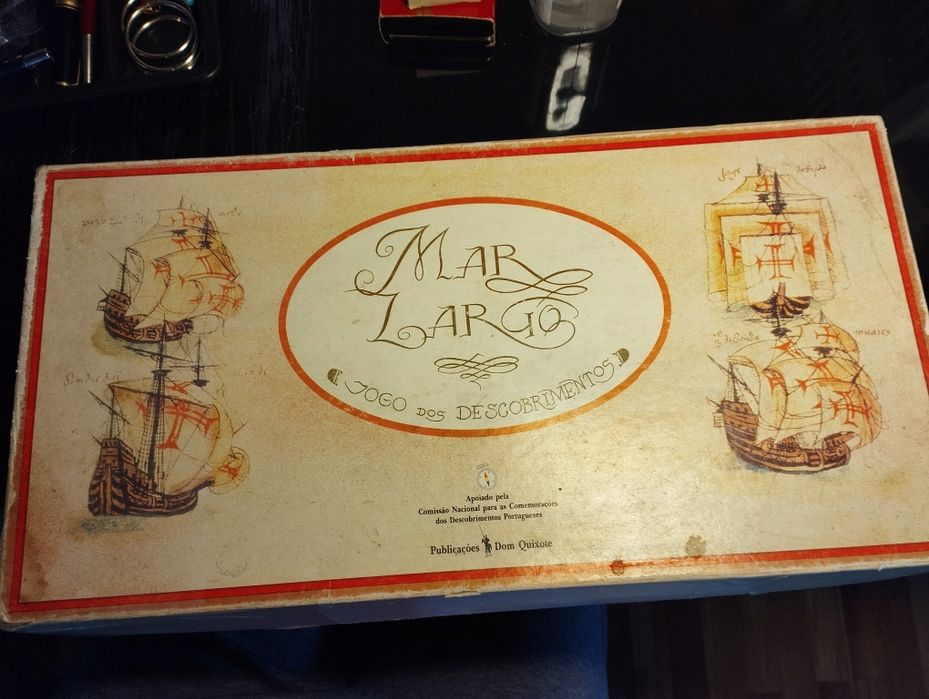 MAR
LARGO
JOGO DOS DESCOBRIMENTOS
Apoiado pela
Comissão Nacional para as Comemorações
dos Descobrimentos Portugueses
Publicações Dom Quixote